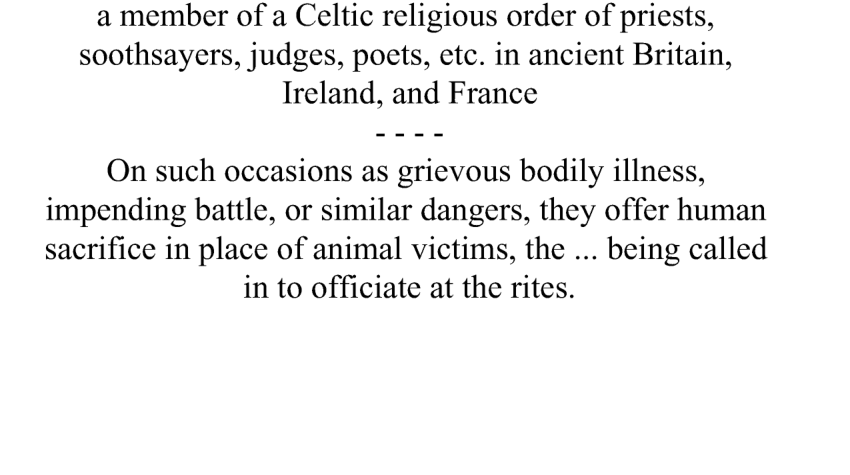 a member of a Celtic religious order of priests,
soothsayers, judges, poets, etc. in ancient Britain,
Ireland, and France
- - - -
On such occasions as grievous bodily illness,
impending battle, or similar dangers, they offer human
sacrifice in place of animal victims, the ... being called
in to officiate at the rites.